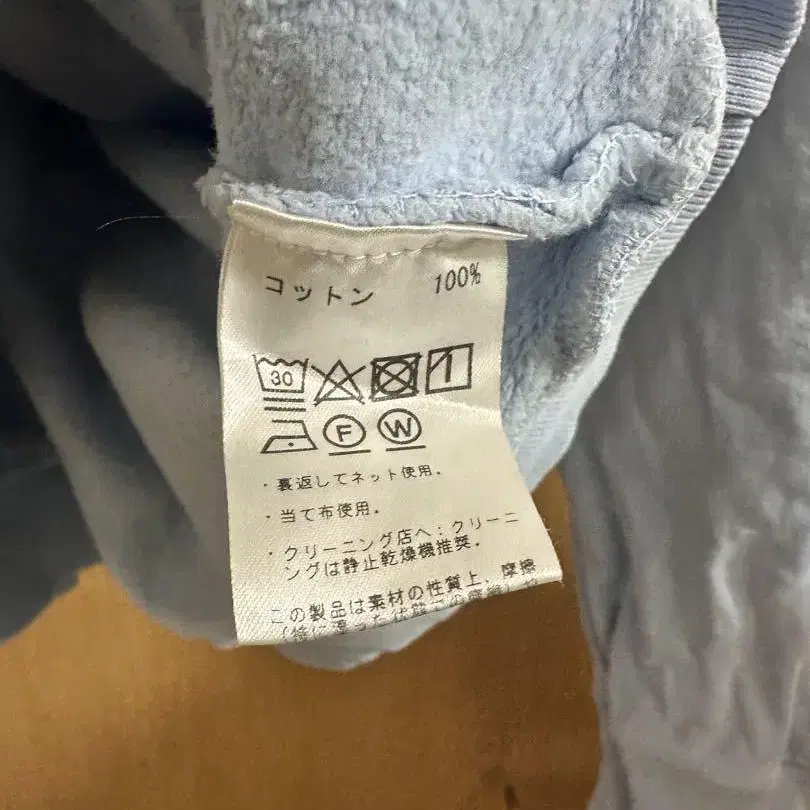 コットン 100%
30
F W
・裏返してネット使用.
・当て布使用.
・クリーニング店へ:クリーニ
ングは静止乾燥機推奨.
この製品は素材の性質上、摩擦